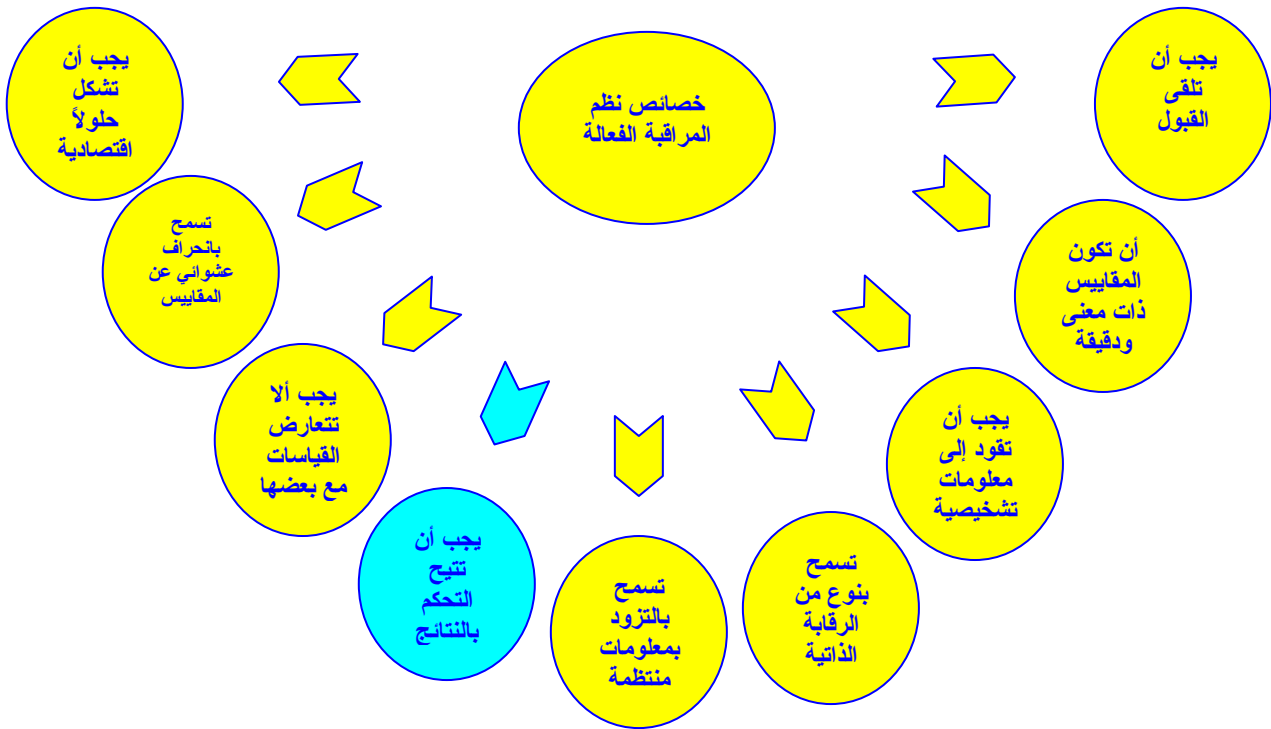 خصائص نظم
المراقبة الفعالة
يجب أن
تلقى
القبول
أن تكون
المقاييس
ذات معنى
ودقيقة
يجب أن
تقود إلى
معلومات
تشخيصية
تسمح
بنوع من
الرقابة
الذاتية
تسمح
بالتزود
بمعلومات
منتظمة
يجب أن
تتيح
التحكم
بالنتائج
يجب ألا
تتعارض
القياسات
مع بعضها
تسمح
بانحراف
عشوائي عن
المقاييس
يجب أن
تشكل
حلولاً
اقتصادية